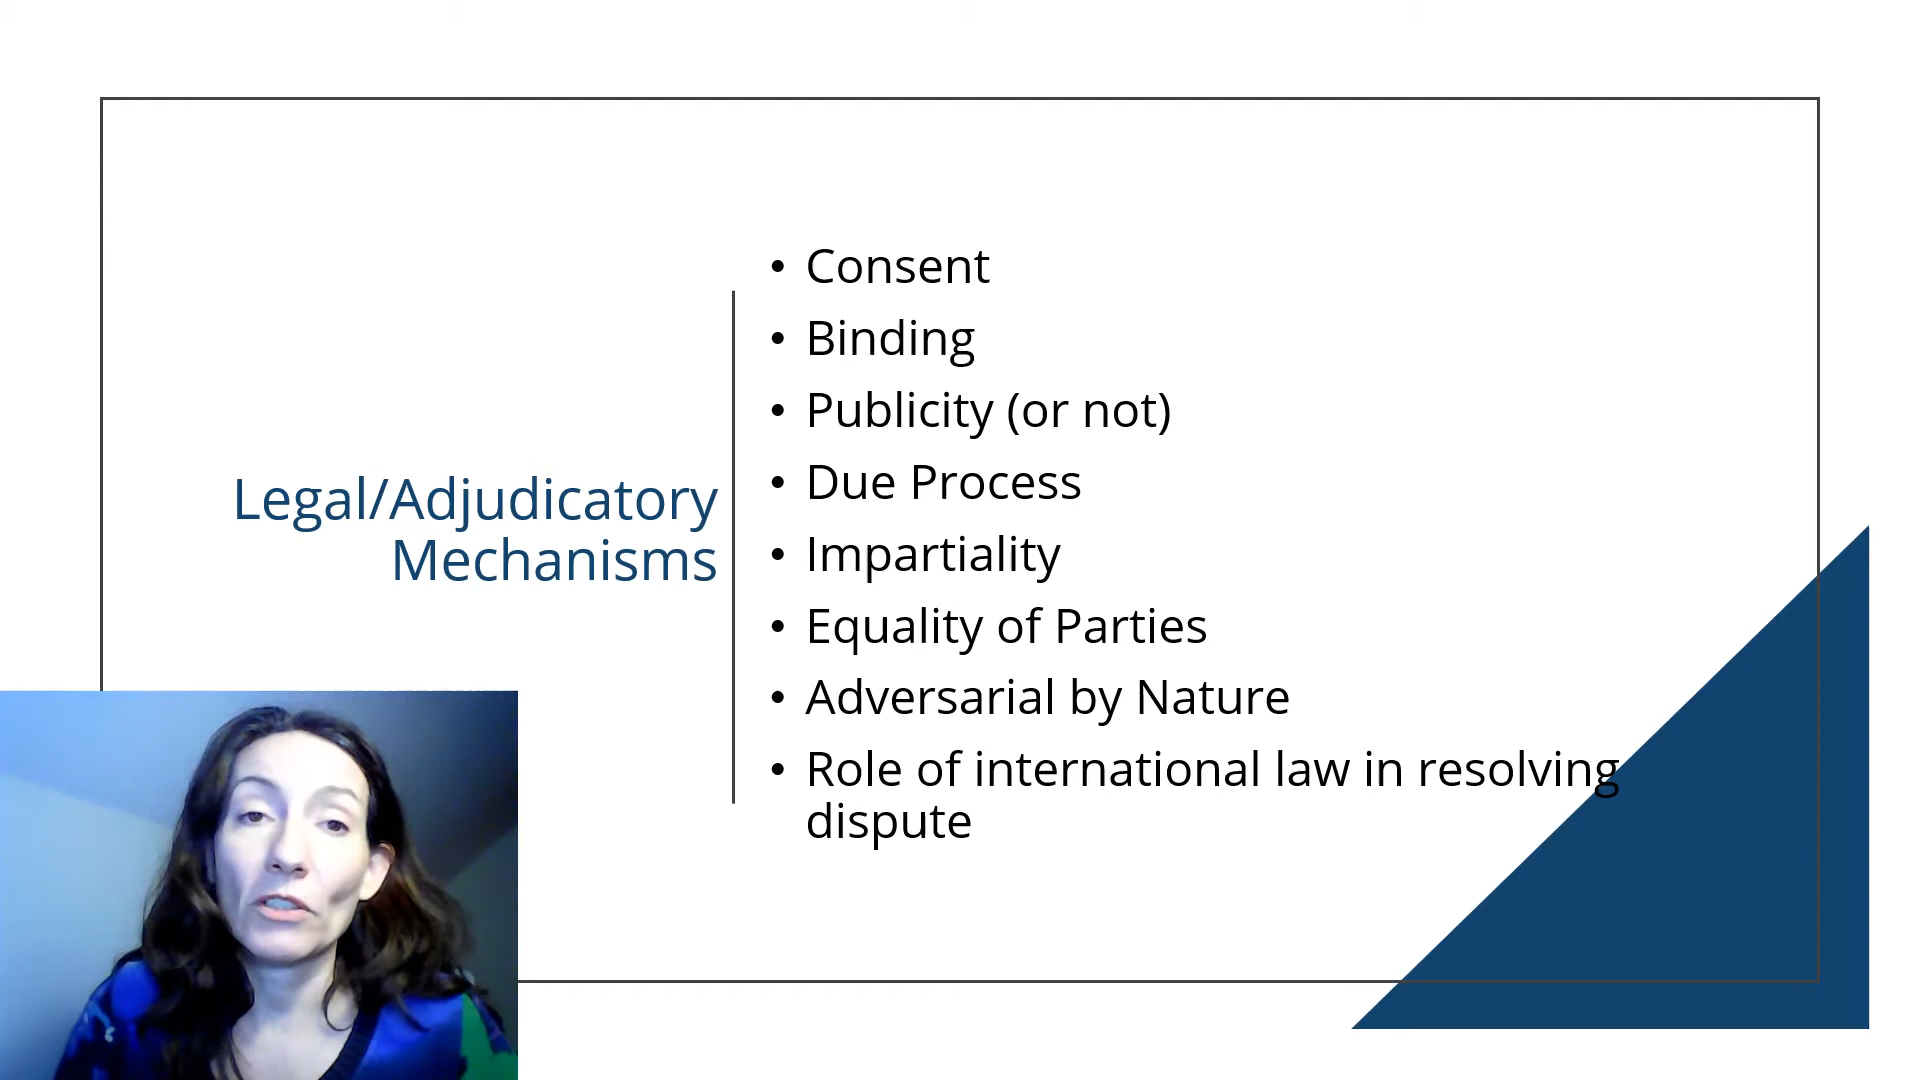 Legal/Adjudicatory
Mechanisms
• Consent
• Binding
• Publicity (or not)
• Due Process
• Impartiality
• Equality of Parties
• Adversarial by Nature
• Role of international law in resolving
dispute